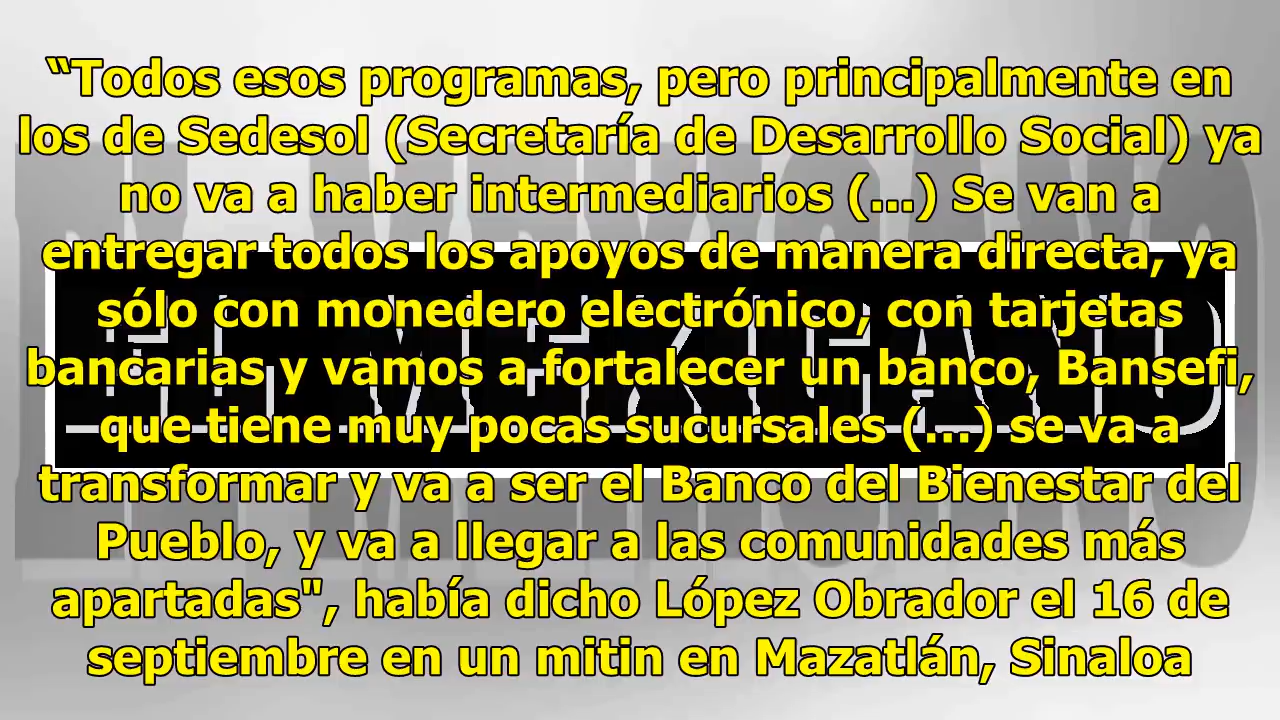 “Todos esos programas, pero principalmente en
los de Sedesol (Secretaría de Desarrollo Social) ya
no va a haber intermediarios (...) Se van a
entregar todos los apoyos de manera directa, ya
sólo con monedero electrónico, con tarjetas
bancarias y vamos a fortalecer un banco, Bansefi,
que tiene muy pocas sucursales (...) se va a
transformar y va a ser el Banco del Bienestar del
Pueblo, y va a llegar a las comunidades más
apartadas", había dicho López Obrador el 16 de
septiembre en un mitin en Mazatlán, Sinaloa
EL MEXICANO